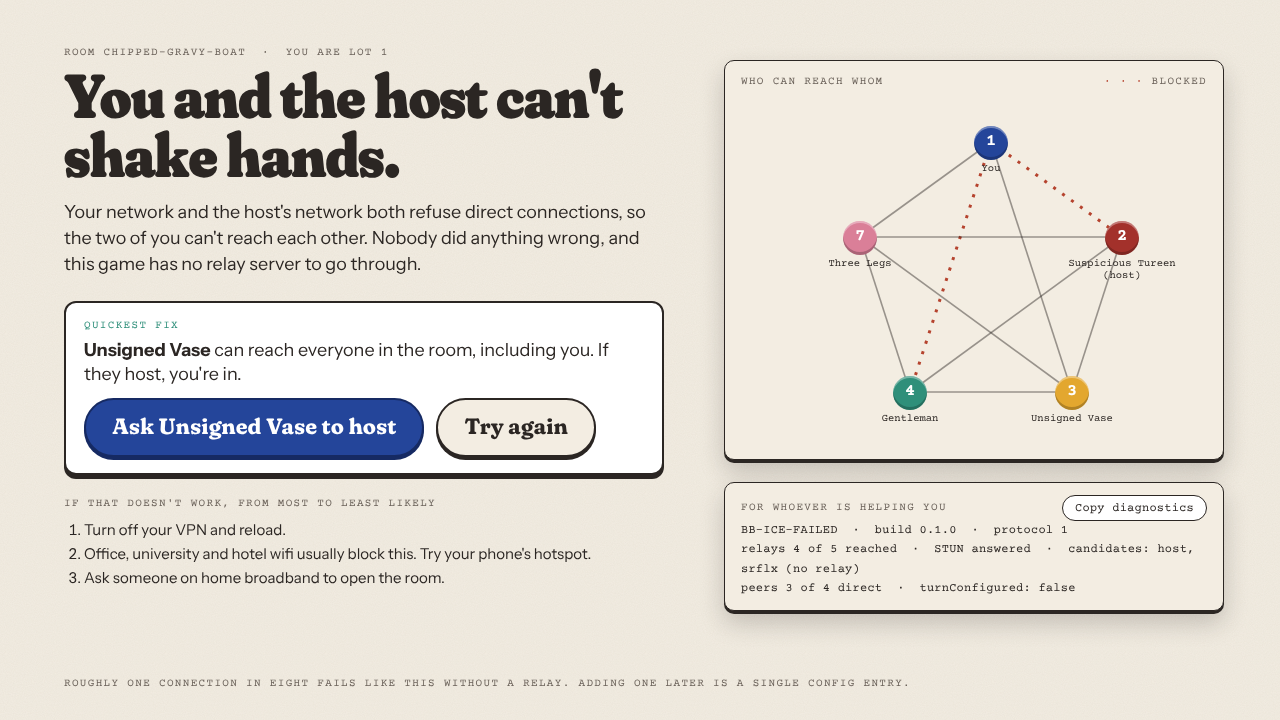 ROOM CHIPPED-GRAVY-BOAT · YOU ARE LOT 1
You and the host can't
shake hands.
Your network and the host's network both refuse direct connections, so
the two of you can't reach each other. Nobody did anything wrong, and
this game has no relay server to go through.
QUICKEST FIX
Unsigned Vase can reach everyone in the room, including you. If
they host, you're in.
Ask Unsigned Vase to host
Try again
IF THAT DOESN'T WORK, FROM MOST TO LEAST LIKELY
1. Turn off your VPN and reload.
2. Office, university and hotel wifi usually block this. Try your phone's hotspot.
3. Ask someone on home broadband to open the room.
WHO CAN REACH WHOM
· · · BLOCKED
1
You
7
Three Legs
2
Suspicious Tureen
(host)
4
Gentleman
3
Unsigned Vase
FOR WHOEVER IS HELPING YOU
Copy diagnostics
BB-ICE-FAILED · build 0.1.0 · protocol 1
relays 4 of 5 reached · STUN answered · candidates: host,
srflx (no relay)
peers 3 of 4 direct · turnConfigured: false
ROUGHLY ONE CONNECTION IN EIGHT FAILS LIKE THIS WITHOUT A RELAY. ADDING ONE LATER IS A SINGLE CONFIG ENTRY.